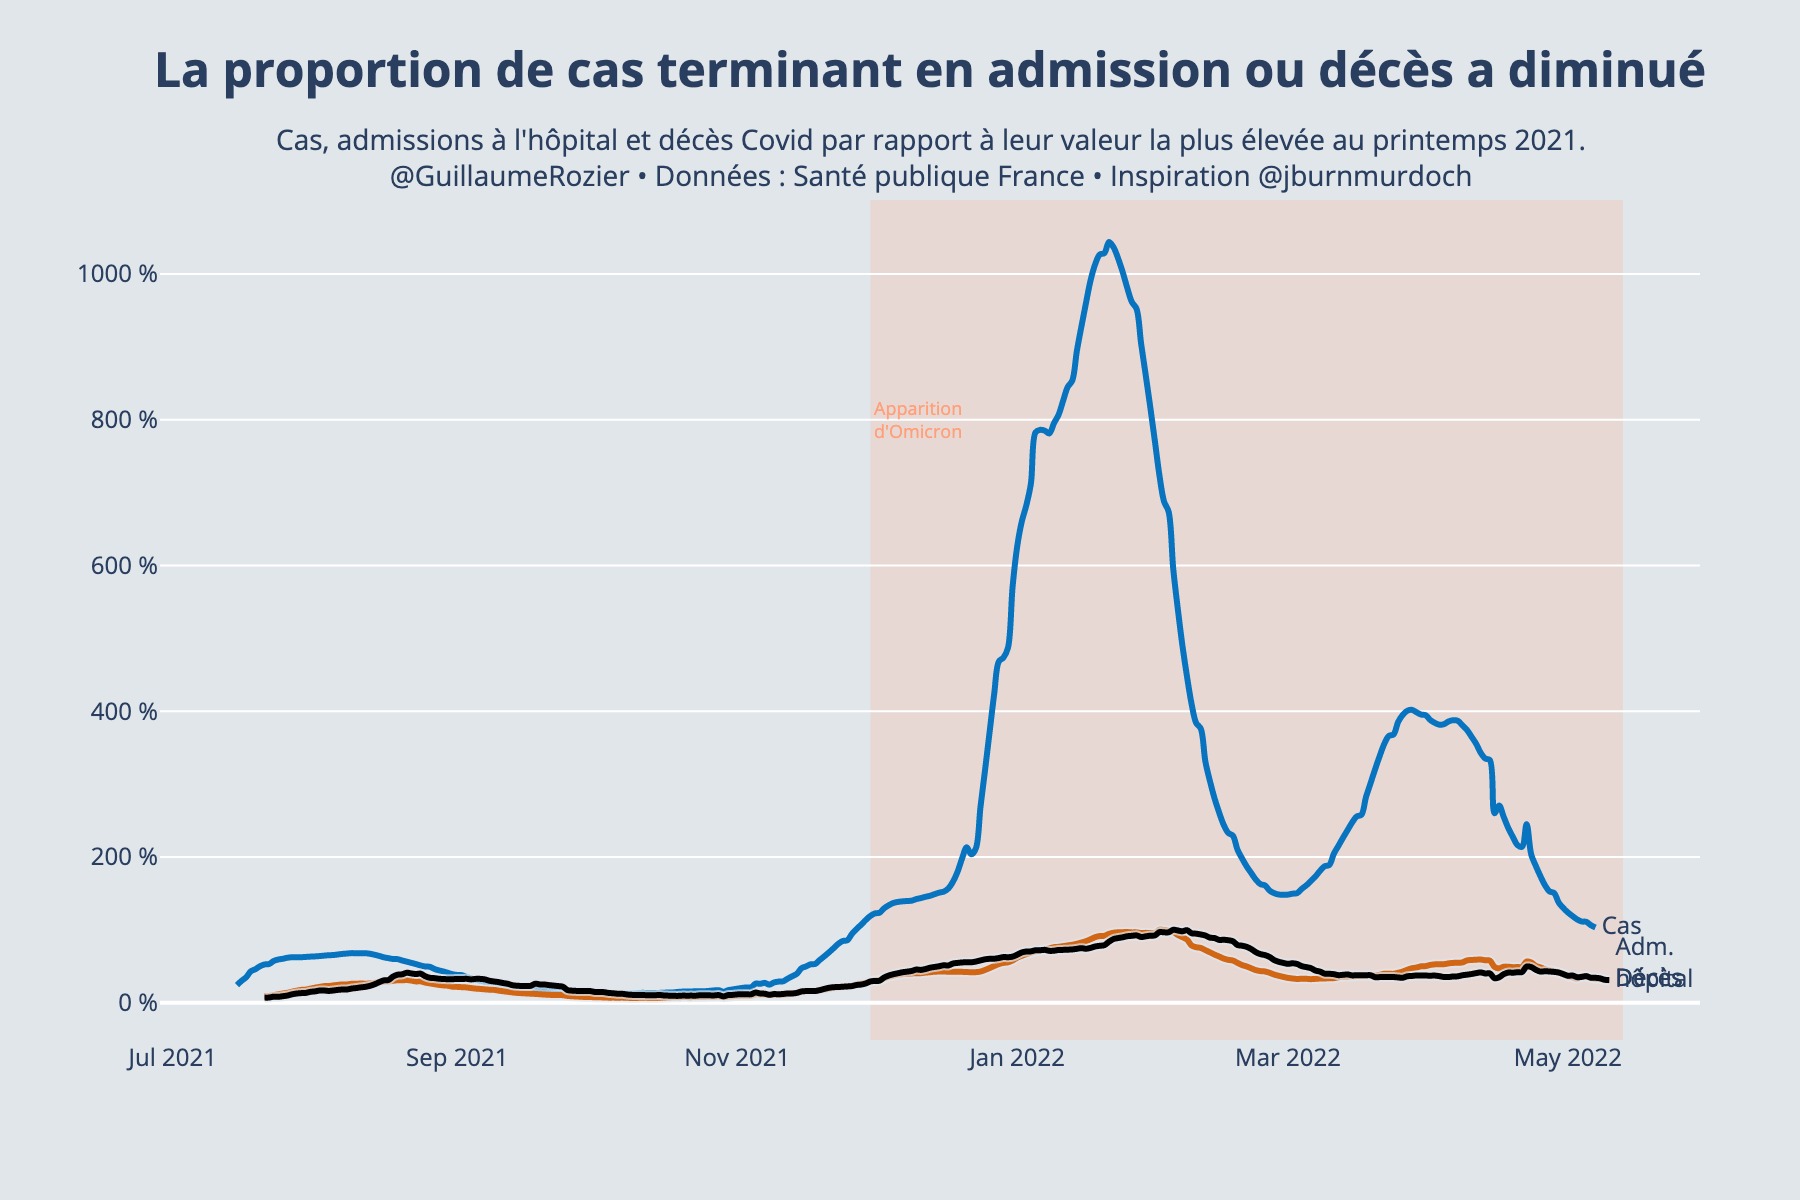 La proportion de cas terminant en admission ou décès a diminué
Cas, admissions à l'hôpital et décès Covid par rapport à leur valeur la plus élevée au printemps 2021.
@GuillaumeRozier • Données : Santé publique France • Inspiration @jburnmurdoch
1000 %
800 %
600 %
400 %
200 %
0 %
Apparition
d'Omicron
Cas
Adm.
Hôpital
Décès
Jul 2021
Sep 2021
Nov 2021
Jan 2022
Mar 2022
May 2022